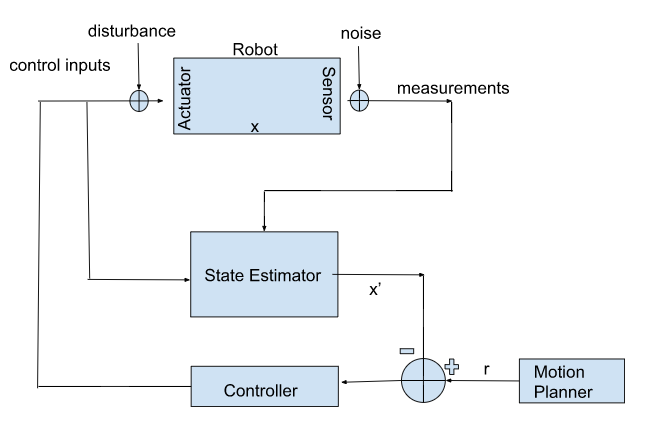 disturbance
noise
Robot
control inputs
measurements
Actuator
Sensor
x
State Estimator
x'
−
+
r
Motion
Planner
Controller